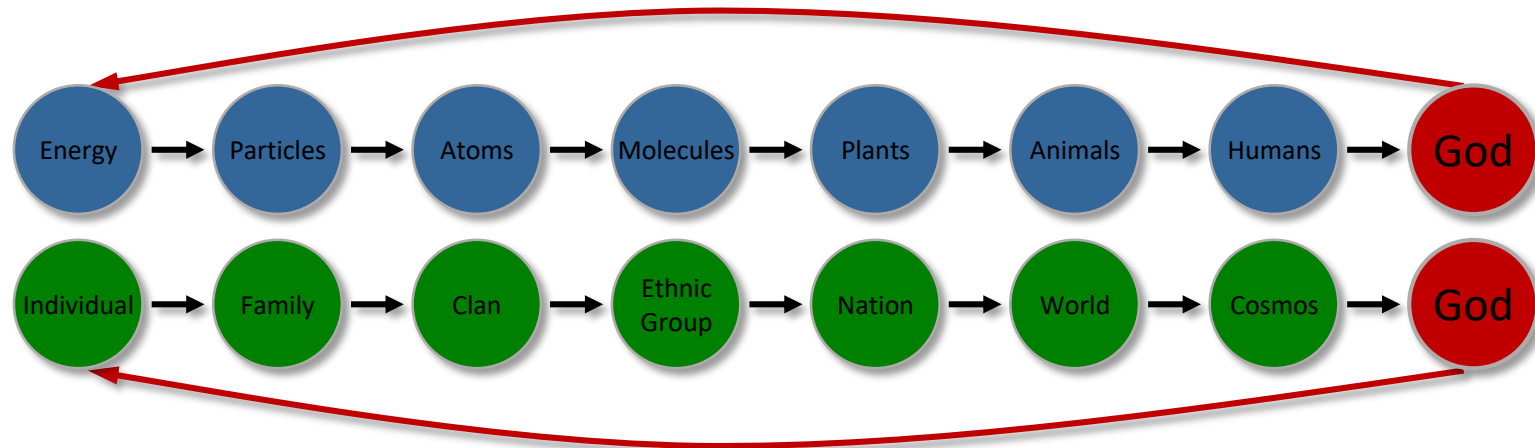 Energy
Particles
Atoms
Molecules
Plants
Animals
Humans
God
Individual
Family
Clan
Ethnic
Group
Nation
World
Cosmos
God